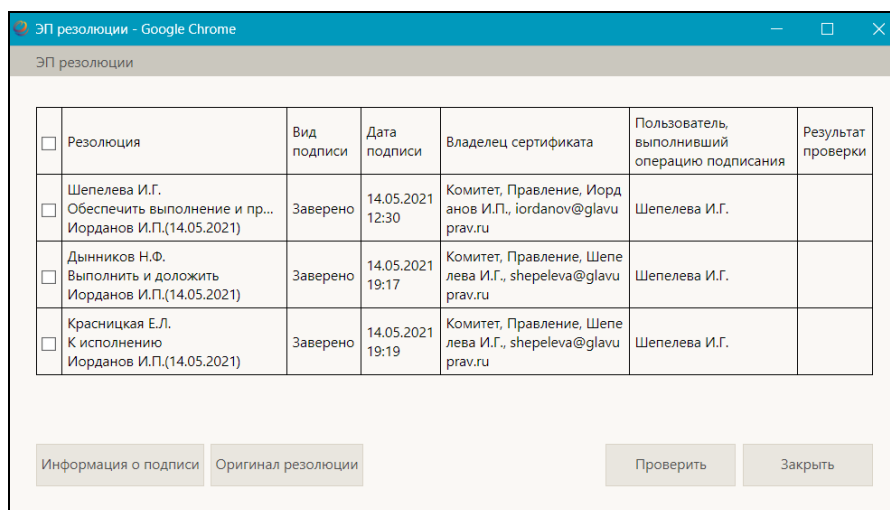 ЭП резолюции - Google Chrome
ЭП резолюции
Резолюция
Вид
подписи
Дата
подписи
Владелец сертификата
Пользователь,
выполнивший
операцию подписания
Результат
проверки
Шепелева И.Г.
Обеспечить выполнение и пр...
Иорданов И.П.(14.05.2021)
Заверено
14.05.2021
12:30
Комитет, Правление, Иорд
анов И.П., iordanov@glavu
prav.ru
Шепелева И.Г.
Дынников Н.Ф.
Выполнить и доложить
Иорданов И.П.(14.05.2021)
Заверено
14.05.2021
19:17
Комитет, Правление, Шепе
лева И.Г., shepeleva@glavu
prav.ru
Шепелева И.Г.
Красницкая Е.Л.
К исполнению
Иорданов И.П.(14.05.2021)
Заверено
14.05.2021
19:19
Комитет, Правление, Шепе
лева И.Г., shepeleva@glavu
prav.ru
Шепелева И.Г.
Информация о подписи
Оригинал резолюции
Проверить
Закрыть